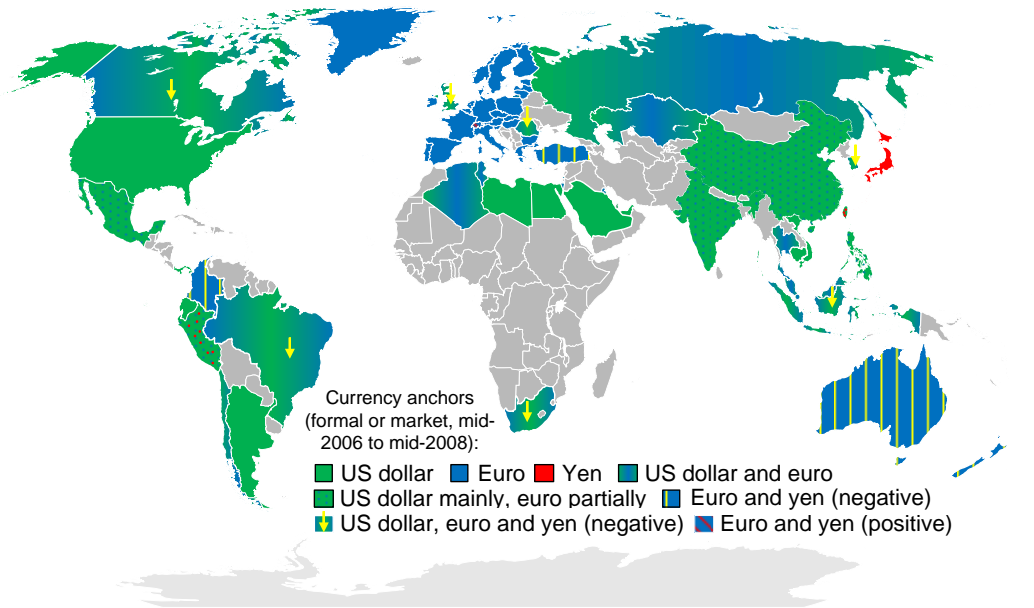 Currency anchors
(formal or market, mid-
2006 to mid-2008):
US dollar Euro Yen US dollar and euro
US dollar mainly, euro partially Euro and yen (negative)
US dollar, euro and yen (negative) Euro and yen (positive)